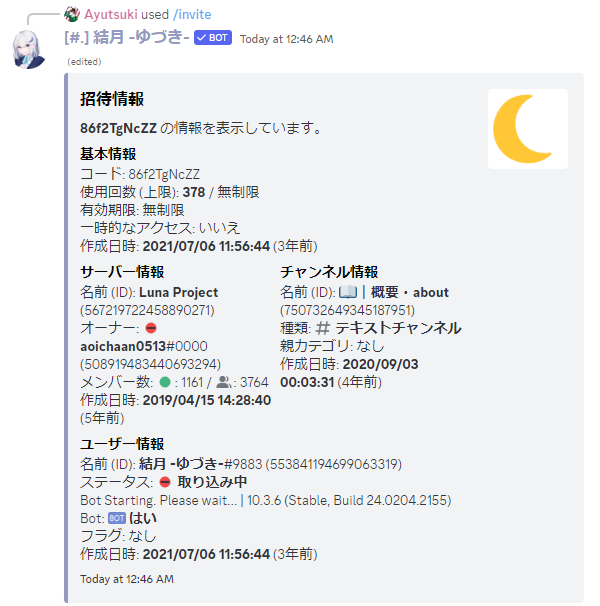 Ayutsuki used /invite
[#.] 結月 -ゆづき- BOT Today at 12:46 AM
(edited)
招待情報
86f2TgNcZZ の情報を表示しています。
基本情報
コード: 86f2TgNcZZ
使用回数 (上限): 378 / 無制限
有効期限: 無制限
一時的なアクセス: いいえ
作成日時: 2021/07/06 11:56:44 (3年前)
サーバー情報
名前 (ID): Luna Project
(567219722458890271)
オーナー:
aoichaan0513#0000
(508919483440693294)
メンバー数: : 1161 / : 3764
作成日時: 2019/04/15 14:28:40
(5年前)
チャンネル情報
名前 (ID): | 概要・about
(750732649345187951)
種類: # テキストチャンネル
親カテゴリ: なし
作成日時: 2020/09/03
00:03:31 (4年前)
ユーザー情報
名前 (ID): 結月 -ゆづき-#9883 (553841194699063319)
ステータス: 取り込み中
Bot Starting. Please wait... | 10.3.6 (Stable, Build 24.0204.2155)
Bot: BOT はい
フラグ: なし
作成日時: 2021/07/06 11:56:44 (3年前)
Today at 12:46 AM